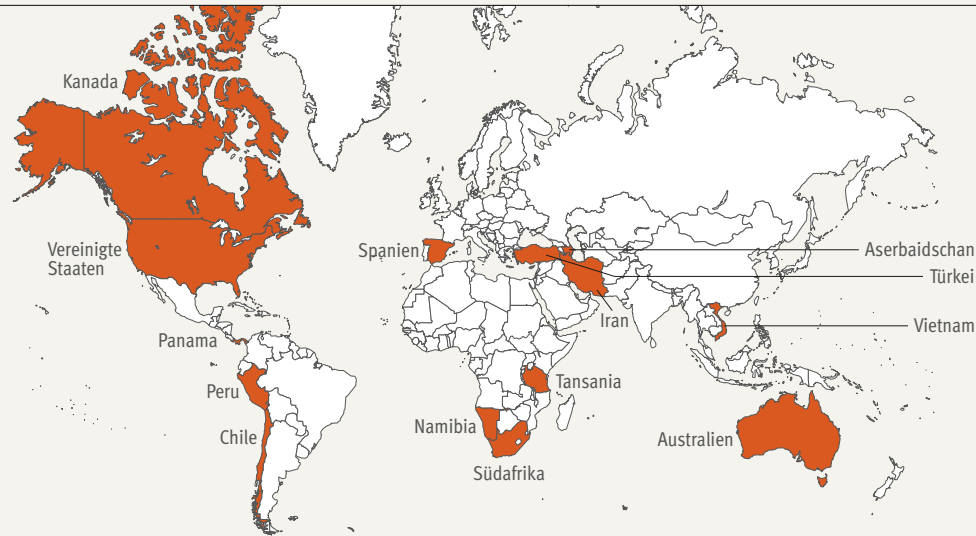 Kanada
Vereinigte
Staaten
Spanien
Aserbaidschan
Türkei
Iran
Vietnam
Panama
Peru
Tansania
Namibia
Chile
Australien
Südafrika